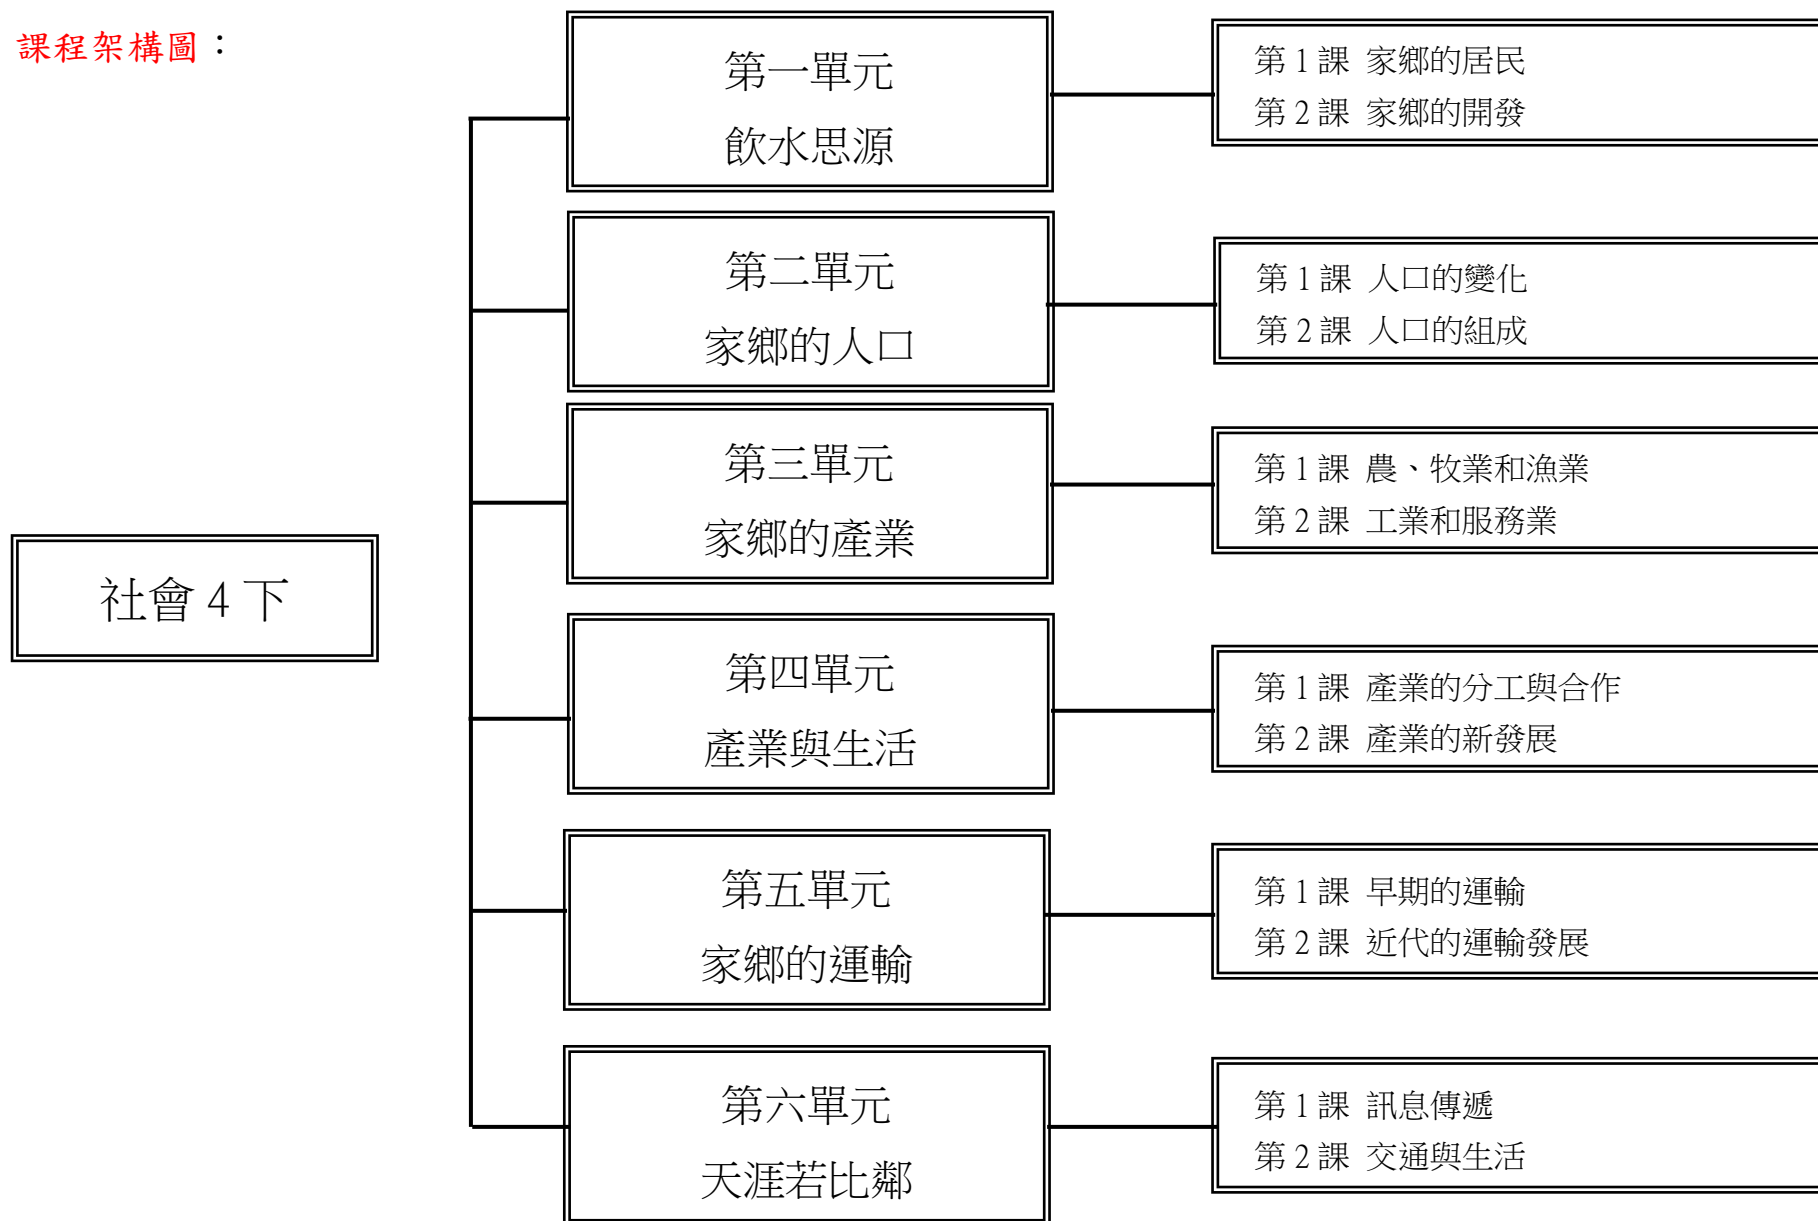 課程架構圖：
社會 4 下
第一單元
飲水思源
第 1 課 家鄉的居民
第 2 課 家鄉的開發
第二單元
家鄉的人口
第 1 課 人口的變化
第 2 課 人口的組成
第三單元
家鄉的產業
第 1 課 農、牧業和漁業
第 2 課 工業和服務業
第四單元
產業與生活
第 1 課 產業的分工與合作
第 2 課 產業的新發展
第五單元
家鄉的運輸
第 1 課 早期的運輸
第 2 課 近代的運輸發展
第六單元
天涯若比鄰
第 1 課 訊息傳遞
第 2 課 交通與生活